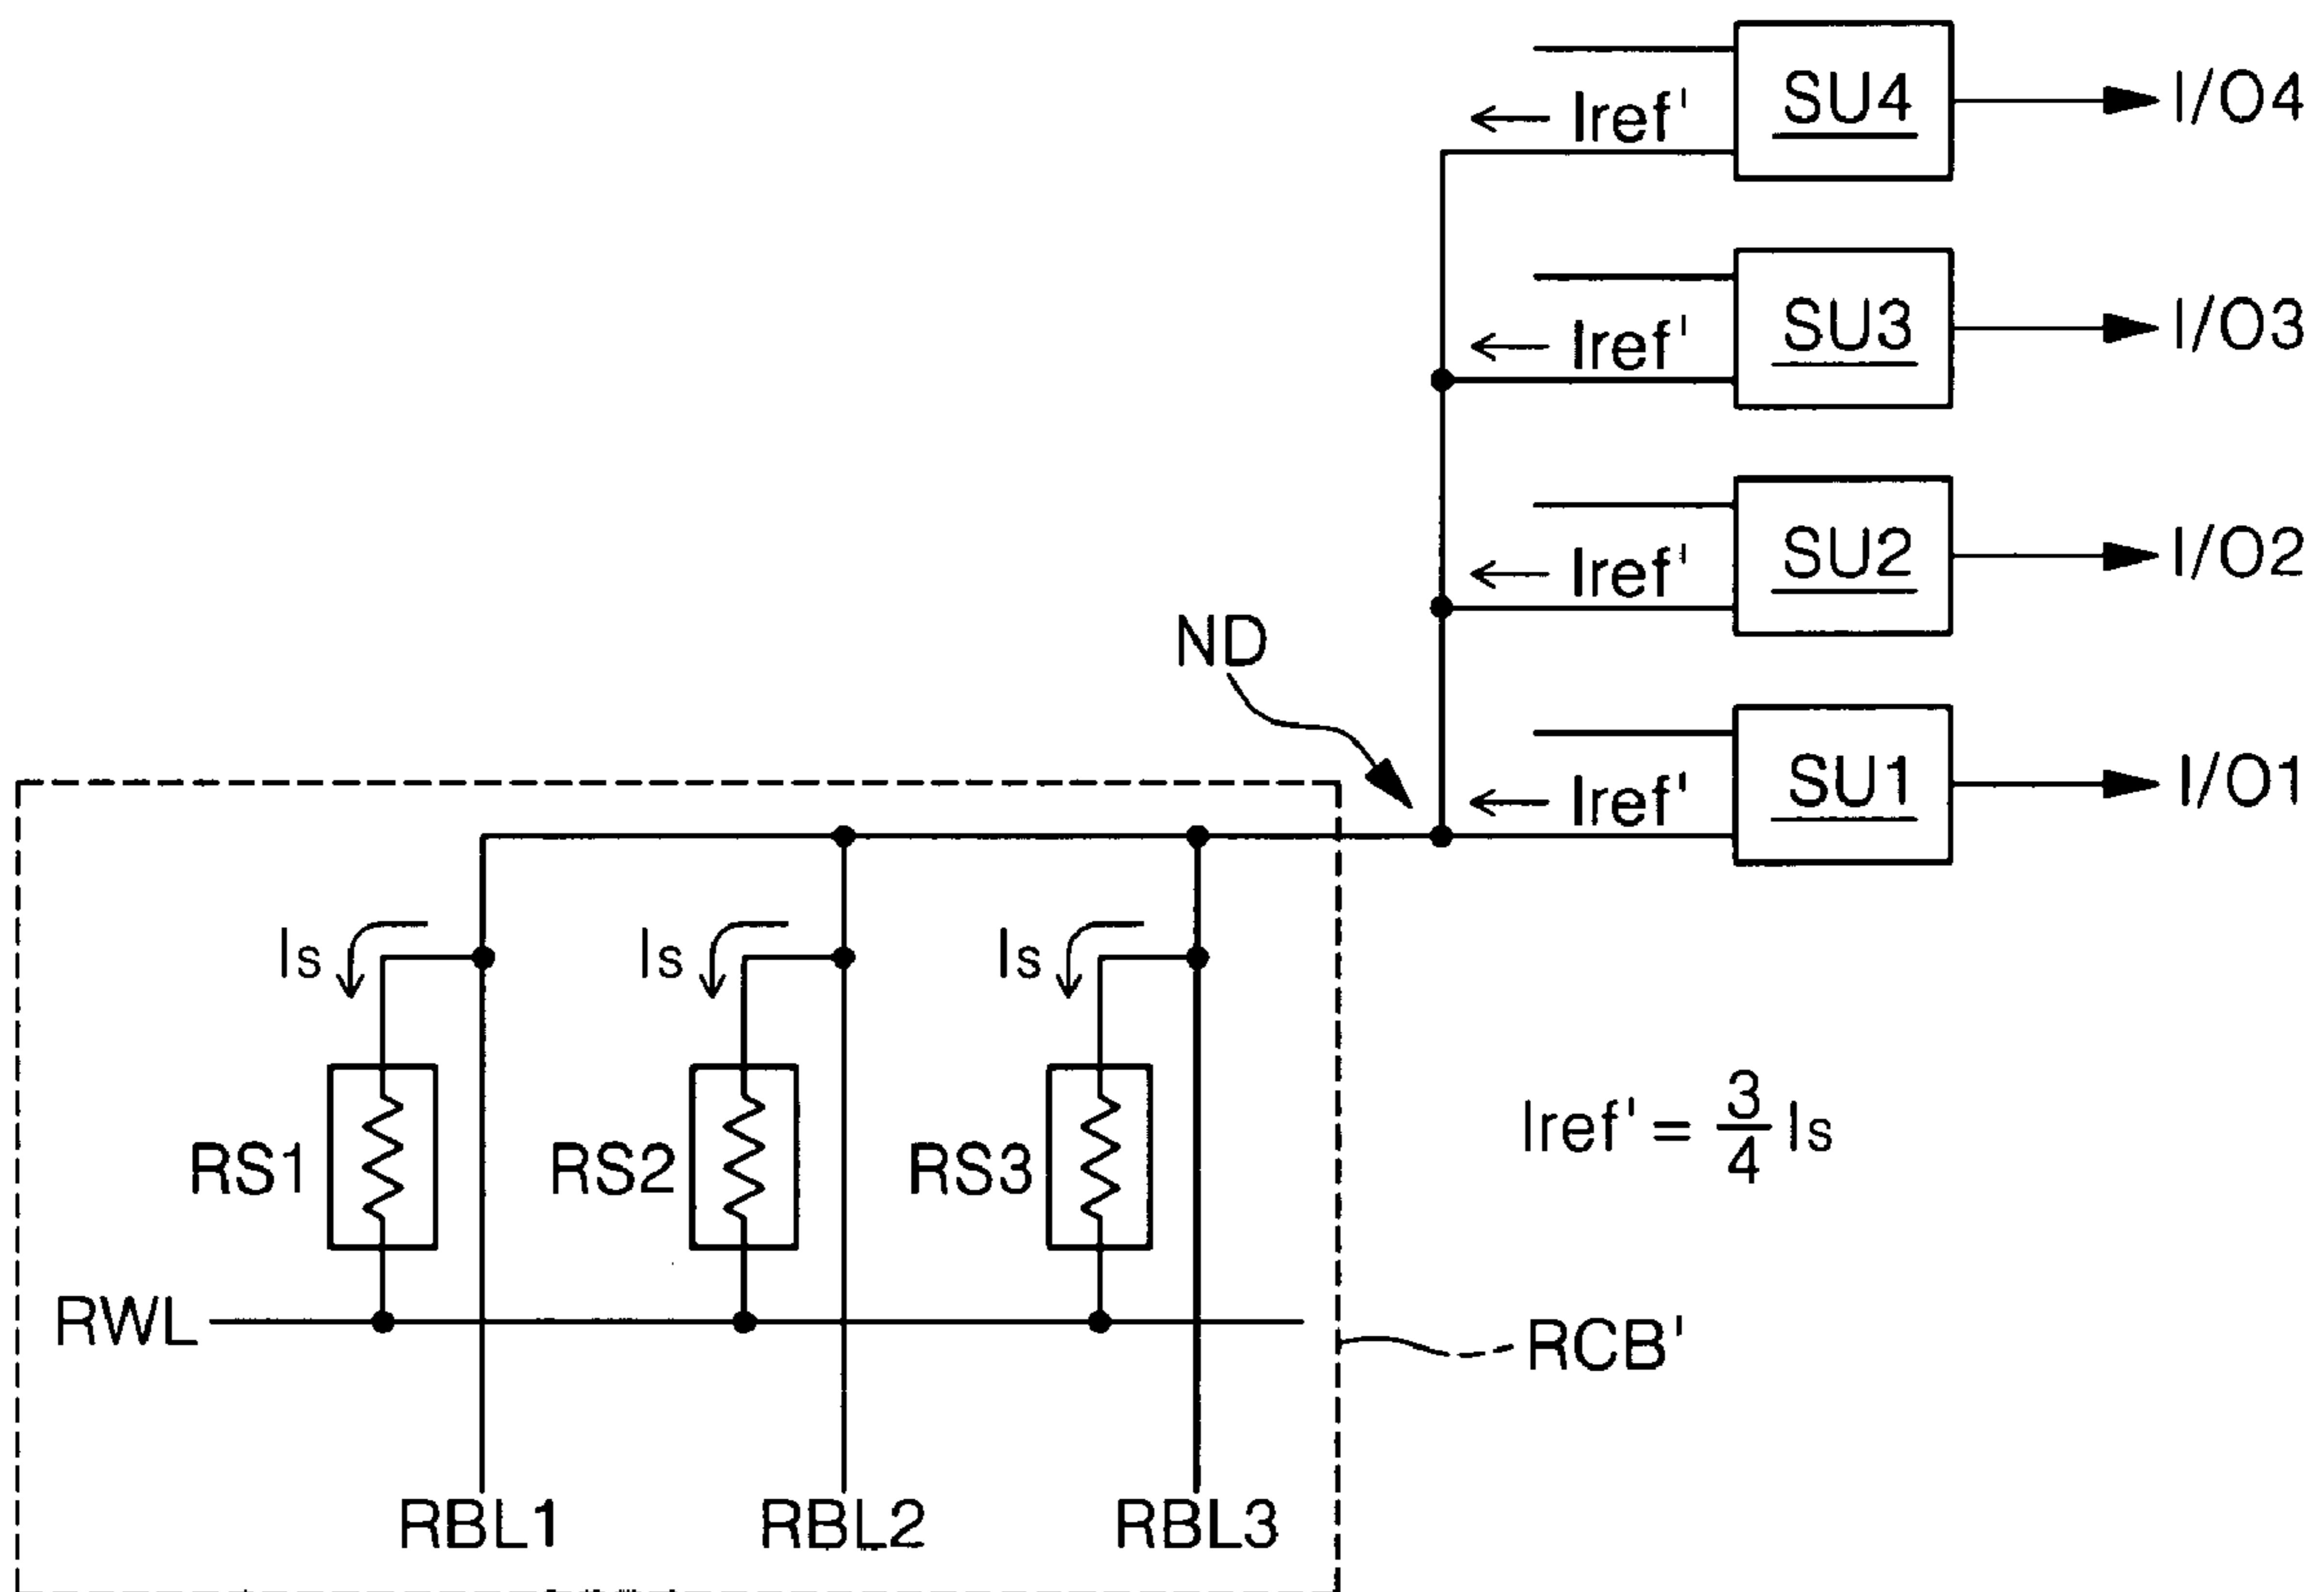 SU4
I/O4
Iref'
SU3
I/O3
Iref'
SU2
I/O2
Iref'
ND
SU1
I/O1
Iref'
Is
Is
Is
RS1
RS2
RS3
Iref' = 3/4 Is
RWL
RCB'
RBL1
RBL2
RBL3